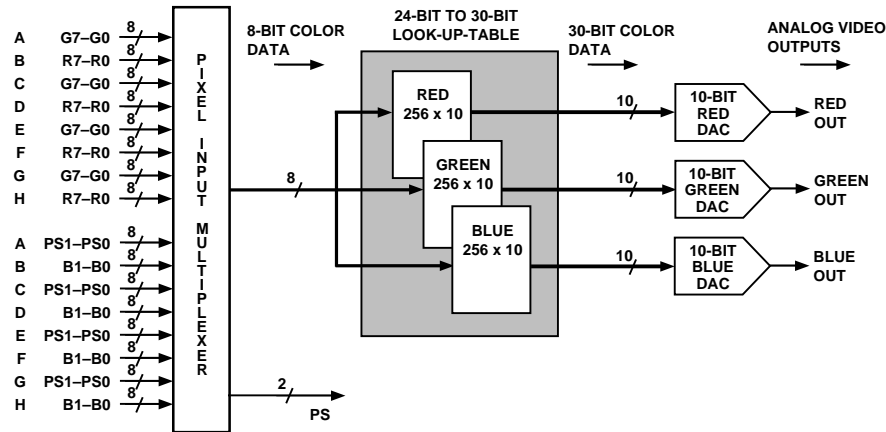 24-BIT TO 30-BIT
LOOK-UP-TABLE
8-BIT COLOR
DATA
30-BIT COLOR
DATA
ANALOG VIDEO
OUTPUTS
A G7–G0 8
B R7–R0 8
C G7–G0 8
D R7–R0 8
E G7–G0 8
F R7–R0 8
G G7–G0 8
H R7–R0 8
A PS1–PS0 8
B B1–B0 8
C PS1–PS0 8
D B1–B0 8
E PS1–PS0 8
F B1–B0 8
G PS1–PS0 8
H B1–B0 8
PIXEL INPUT MULTIPLEXER
8
2
PS
RED
256 x 10
GREEN
256 x 10
BLUE
256 x 10
10
10
10
10-BIT
RED
DAC
RED
OUT
10-BIT
GREEN
DAC
GREEN
OUT
10-BIT
BLUE
DAC
BLUE
OUT